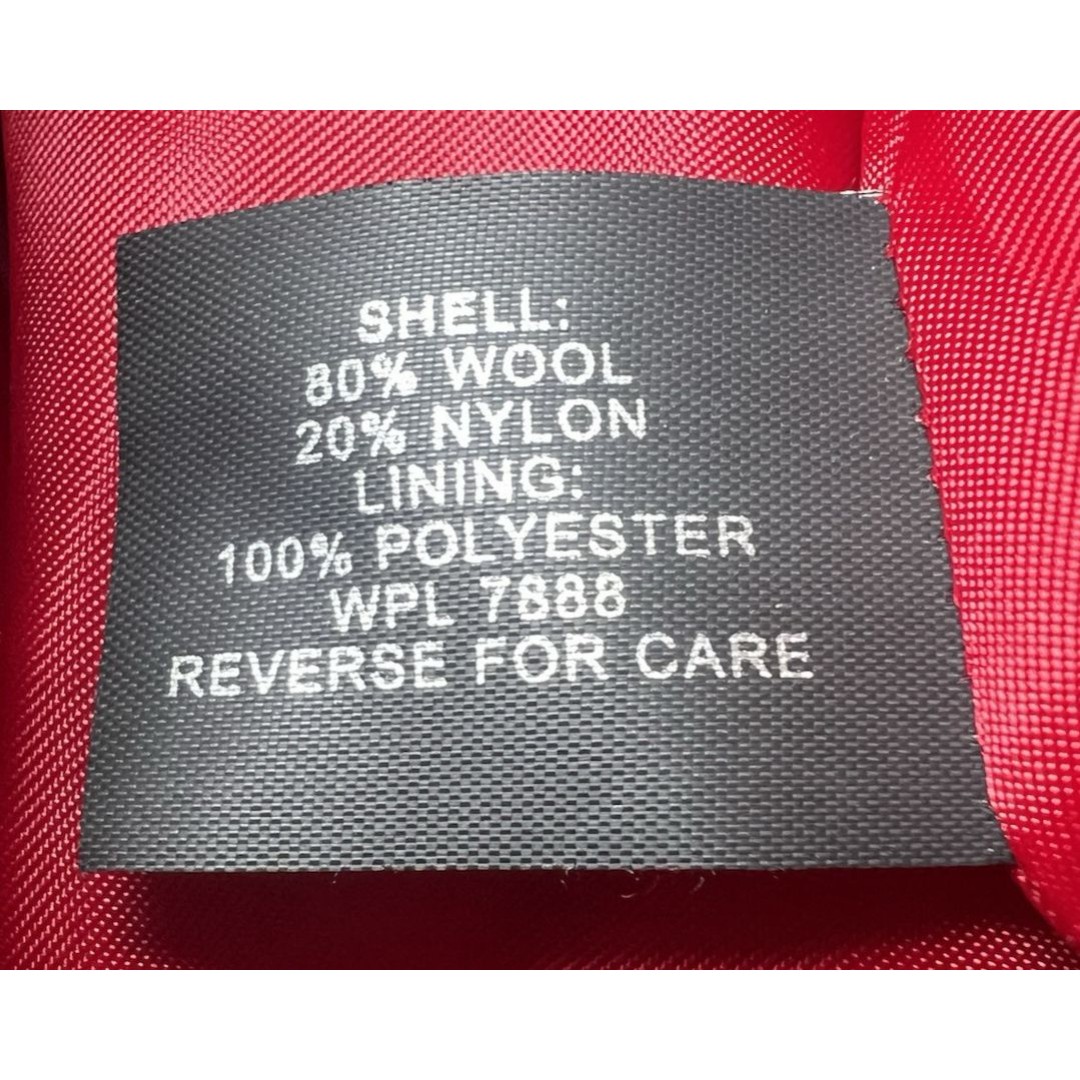 SHELL:
80% WOOL
20% NYLON
LINING:
100% POLYESTER
WPL 7888
REVERSE FOR CARE